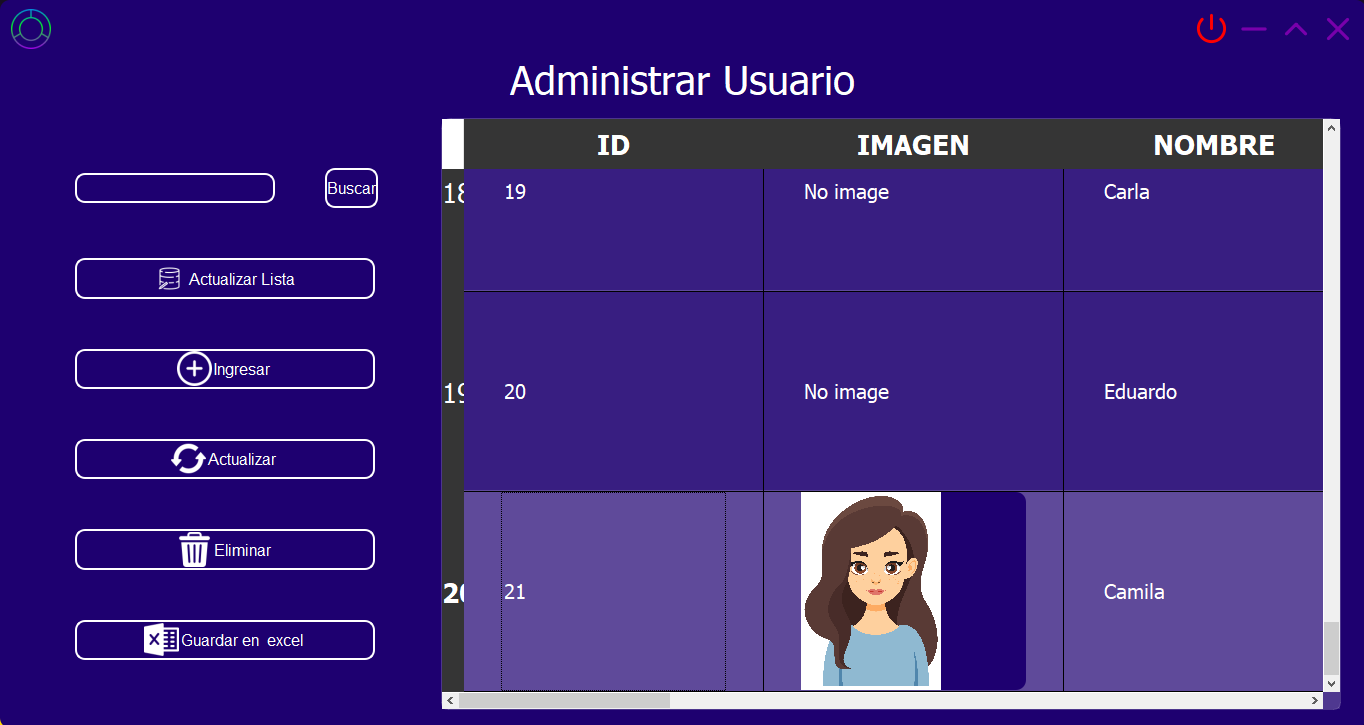 Administrar Usuario
ID IMAGEN NOMBRE
Buscar
18 19 No image Carla
Actualizar Lista
Ingresar
19 20 No image Eduardo
Actualizar
Eliminar
20 21 Camila
Guardar en excel